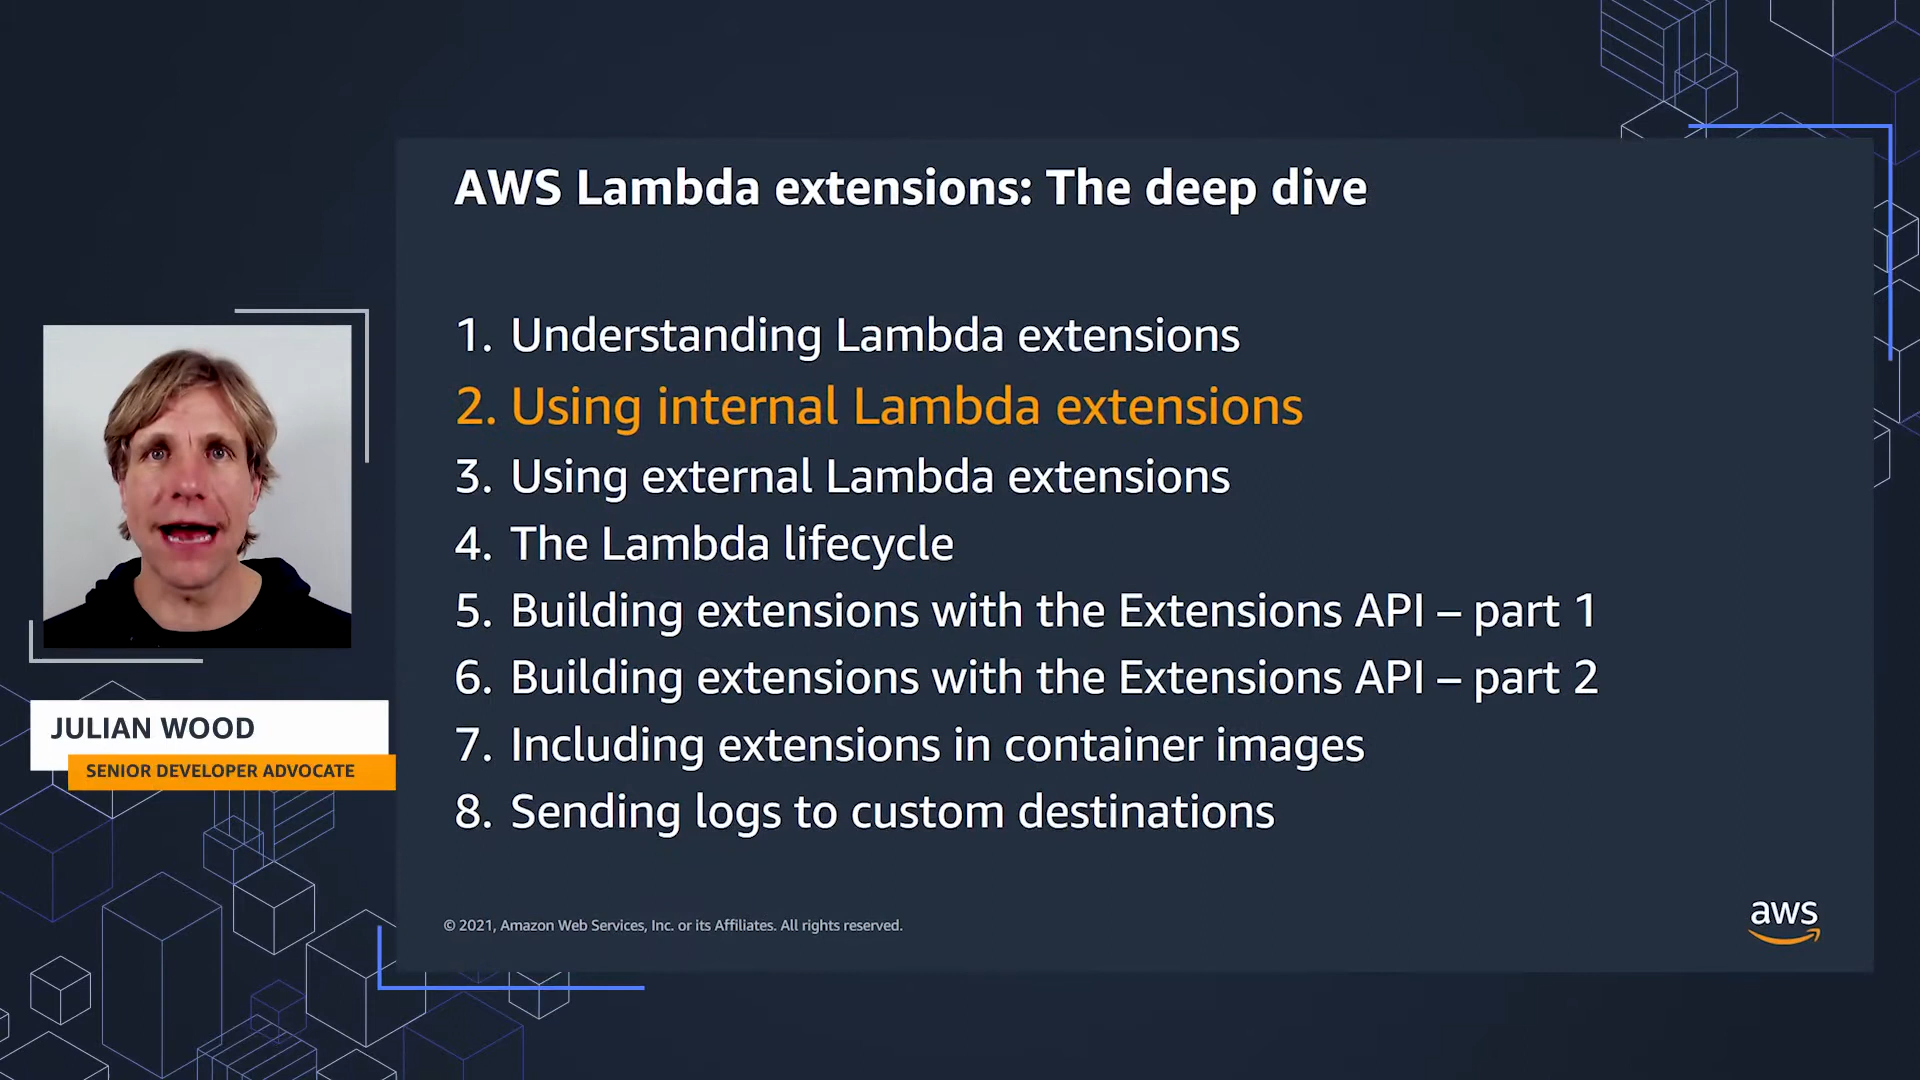 AWS Lambda extensions: The deep dive
1. Understanding Lambda extensions
2. Using internal Lambda extensions
3. Using external Lambda extensions
4. The Lambda lifecycle
5. Building extensions with the Extensions API – part 1
6. Building extensions with the Extensions API – part 2
7. Including extensions in container images
8. Sending logs to custom destinations
JULIAN WOOD
SENIOR DEVELOPER ADVOCATE
© 2021, Amazon Web Services, Inc. or its Affiliates. All rights reserved.
aws